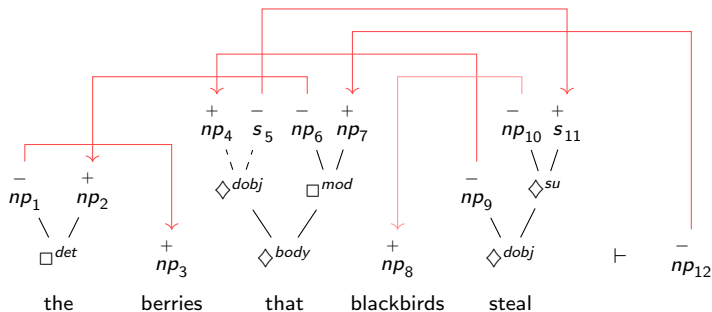 + − − + − +
np₄ s₅ np₆ np₇ np₁₀ s₁₁
− + ◇dobj □mod − ◇su
np₁ np₂ np₉
+ + −
□det np₃ ◇body np₈ ◇dobj ⊢ np₁₂
the berries that blackbirds steal